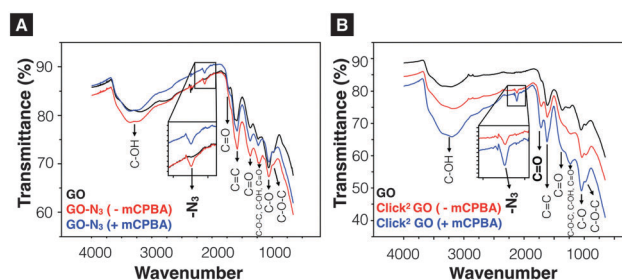 A
Transmittance (%)
90
80
70
60
C-OH
-N₃
C=O
C=C
C=O
C-O-C, C-OH, C=O
C-O
C-O-C
GO
GO-N₃ (- mCPBA)
GO-N₃ (+ mCPBA)
4000 3000 2000 1000
Wavenumber
B
Transmittance (%)
90
80
70
60
50
40
C-OH
-N₃
C=O
C=C
C=O
C-O-C, C-OH, C=O
C-O
C-O-C
GO
Click² GO (- mCPBA)
Click² GO (+ mCPBA)
4000 3000 2000 1000
Wavenumber